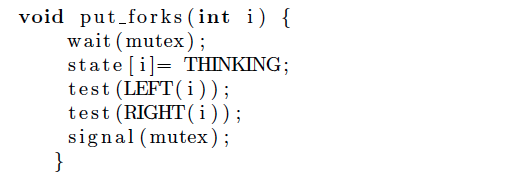 void put_forks(int i) {
wait(mutex);
state[i]= THINKING;
test(LEFT(i));
test(RIGHT(i));
signal(mutex);
}